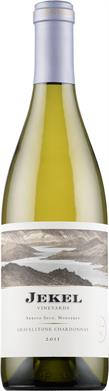 JEKEL
VINEYARDS
ARROYO SECO, MONTEREY
GRAVELSTONE CHARDONNAY
2011